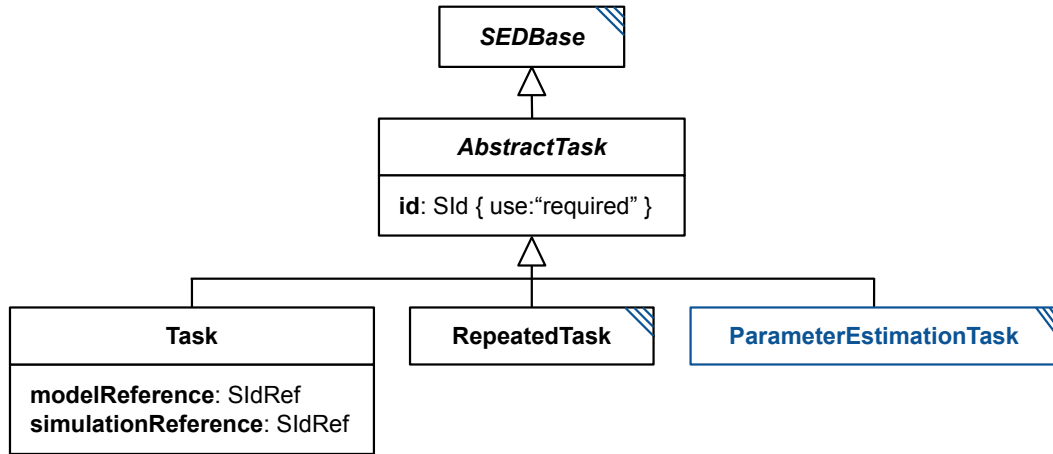 SEDBase
AbstractTask
id: SId { use:“required” }
Task
modelReference: SIdRef
simulationReference: SIdRef
RepeatedTask
ParameterEstimationTask